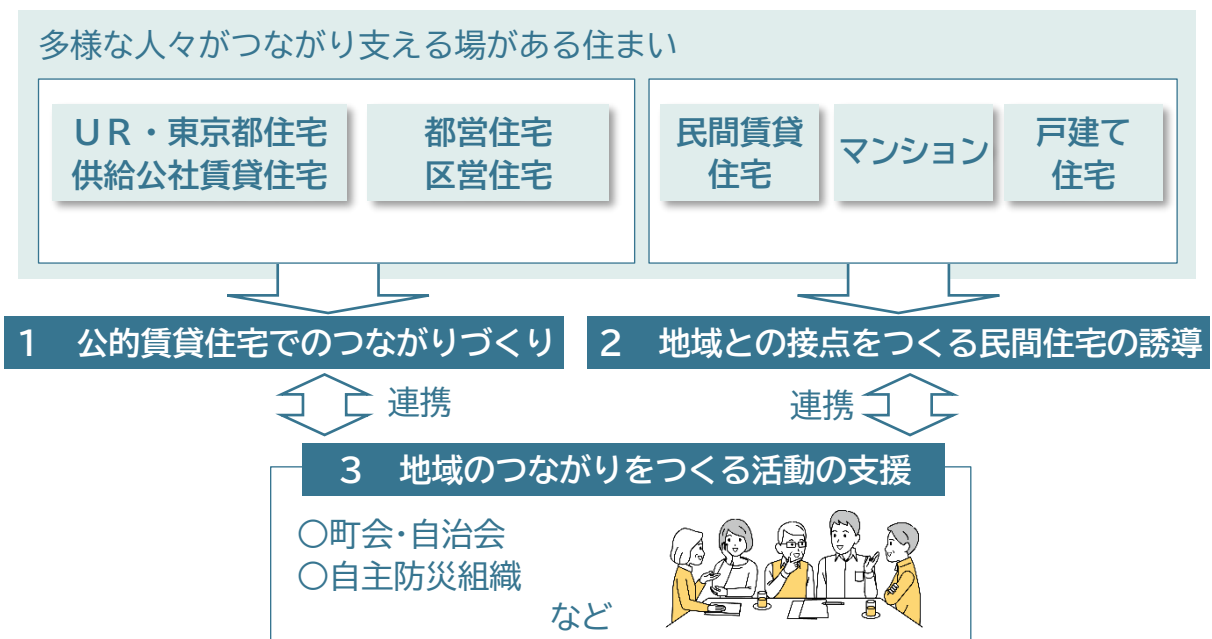 多様な人々がつながり支える場がある住まい
UR・東京都住宅
供給公社賃貸住宅
都営住宅
区営住宅
民間賃貸
住宅
マンション
戸建て
住宅
1 公的賃貸住宅でのつながりづくり
2 地域との接点をつくる民間住宅の誘導
連携
連携
3 地域のつながりをつくる活動の支援
○町会・自治会
○自主防災組織
など